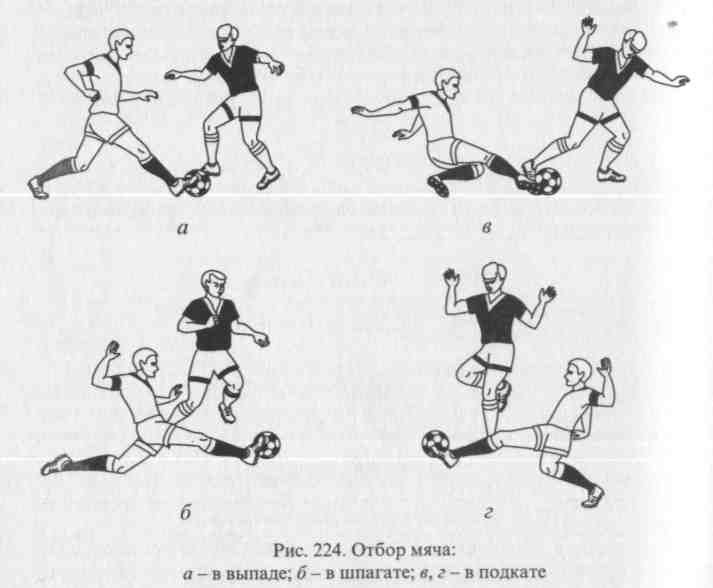 а
в
б
г
Рис. 224. Отбор мяча:
а – в выпаде; б – в шпагате; в, г – в подкате